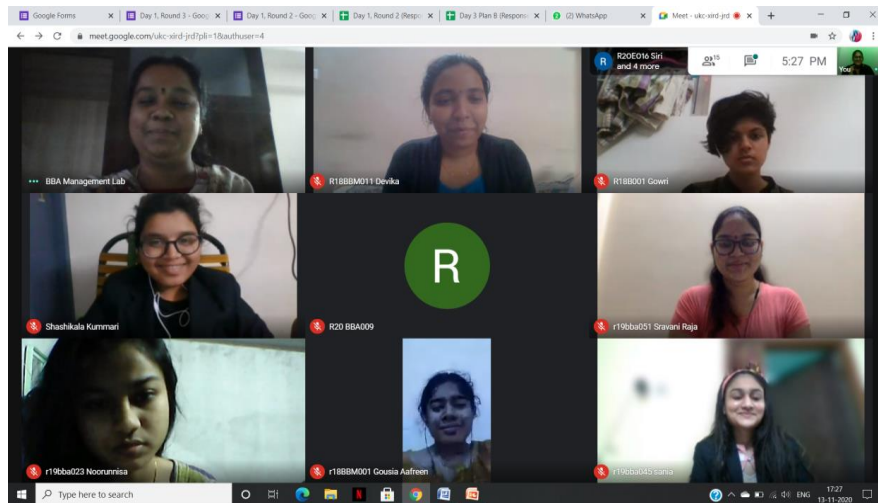 Google Forms
Day 1, Round 3 - Goog
Day 1, Round 2 - Goog
Day 1, Round 2 (Respo
Day 3 Plan B (Respons
(2) WhatsApp
Meet - ukc-xird-jrd
meet.google.com/ukc-xird-jrd?pli=1&authuser=4
R20E016 Siri
and 4 more
R
15
5:27 PM
You
BBA Management Lab
R18BBM011 Devika
R18B001 Gowri
Shashikala Kummari
R
R20 BBA009
r19bba051 Sravani Raja
r19bba023 Noorunnisa
r18BBM001 Gousia Aafreen
r19bba045 sania
Type here to search
ENG
17:27
13-11-2020